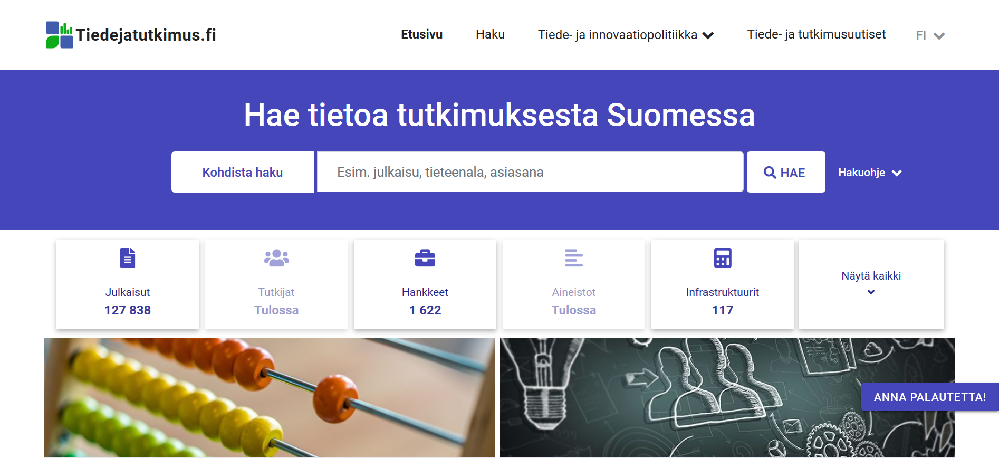 Tiedejatutkimus.fi
Etusivu
Haku
Tiede- ja innovaatiopolitiikka
Tiede- ja tutkimusuutiset
FI
Hae tietoa tutkimuksesta Suomessa
Kohdista haku
Esim. julkaisu, tieteenala, asiasana
HAE
Hakuohje
Julkaisut
127 838
Tutkijat
Tulossa
Hankkeet
1 622
Aineistot
Tulossa
Infrastruktuurit
117
Näytä kaikki
ANNA PALAUTETTA!